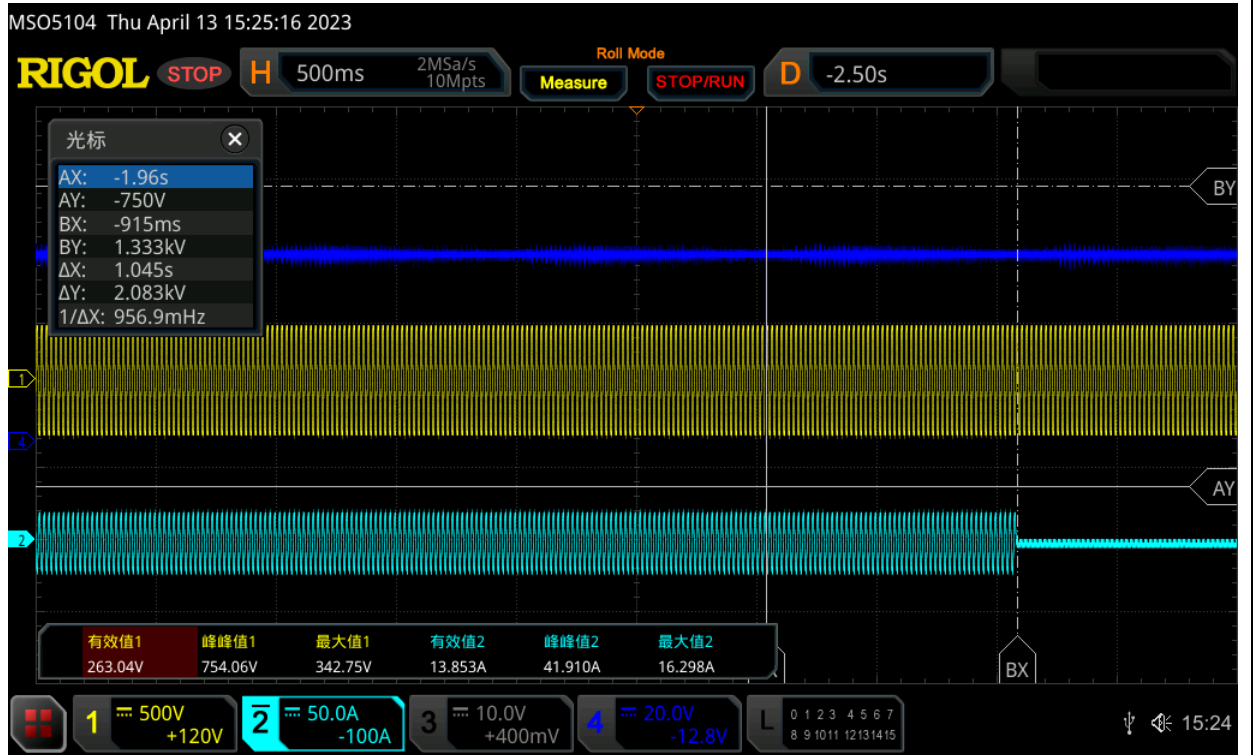 MSO5104 Thu April 13 15:25:16 2023
RIGOL STOP H 500ms 2MSa/s 10Mpts Roll Mode Measure STOP/RUN D -2.50s
光标
AX: -1.96s
AY: -750V
BX: -915ms
BY: 1.333kV
ΔX: 1.045s
ΔY: 2.083kV
1/ΔX: 956.9mHz
BY
1
4
AY
2
有效值1 峰峰值1 最大值1 有效值2 峰峰值2 最大值2
263.04V 754.06V 342.75V 13.853A 41.910A 16.298A
BX
1 500V +120V
2 50.0A -100A
3 10.0V +400mV
4 20.0V -12.8V
L 0 1 2 3 4 5 6 7
8 9 10 11 12 13 14 15
15:24